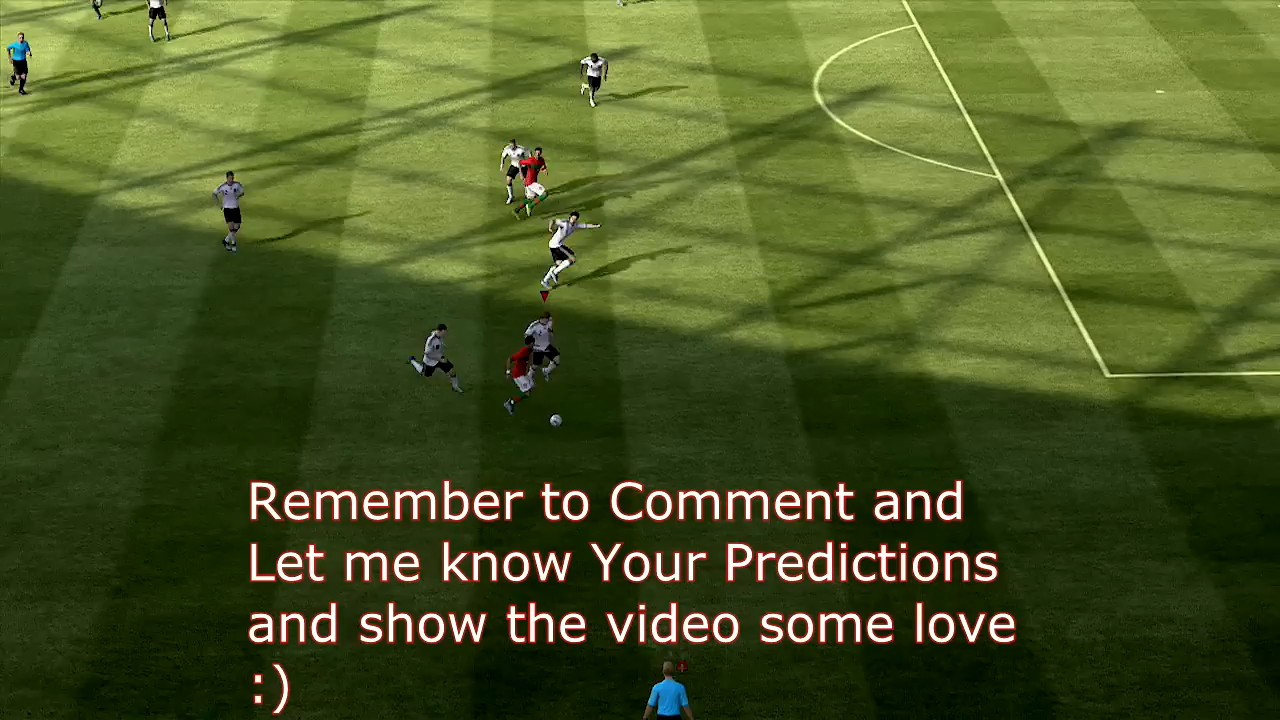 Remember to Comment and
Let me know Your Predictions
and show the video some love
:)